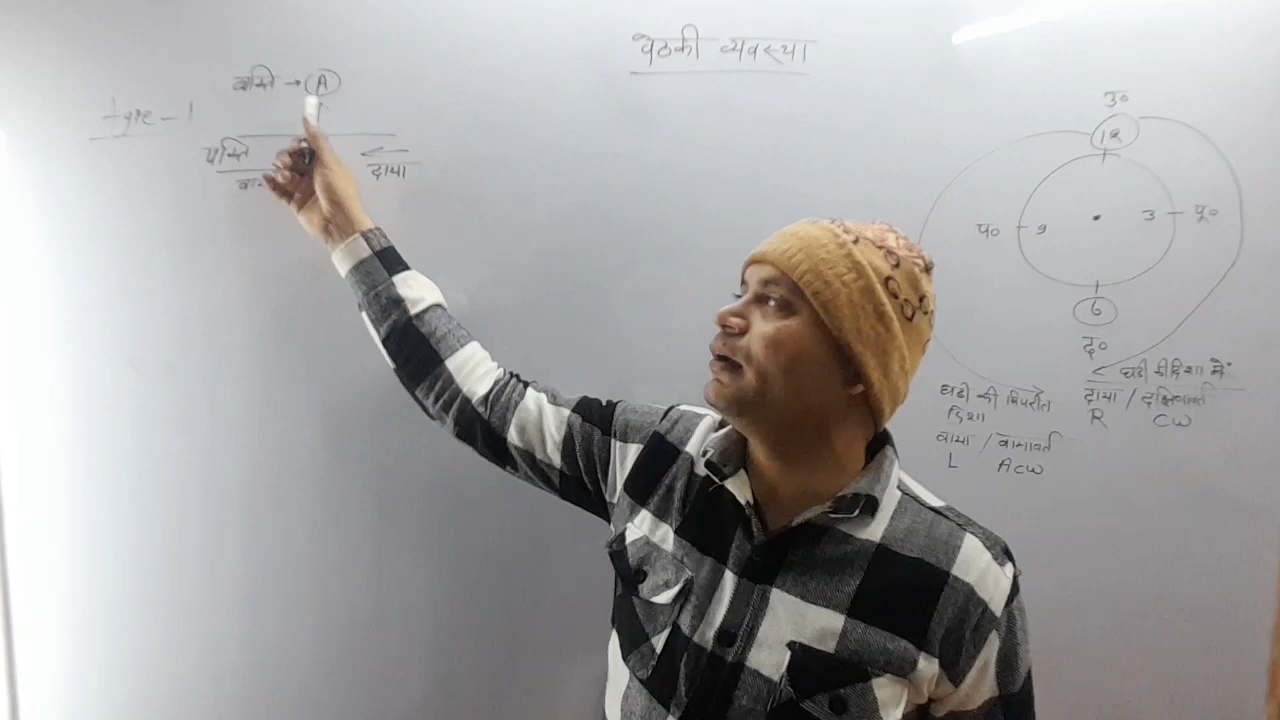 बैठकी व्यवस्था
type - 1
व्यक्ति → A
पंक्ति
बा
← दाया
उ०
12
प० 9
3 पू०
6
द०
घडी की दिशा में
दाया / दक्षिणावर्त
R CW
घडी की विपरीत
दिशा
बाया / वामावर्त
L ACW